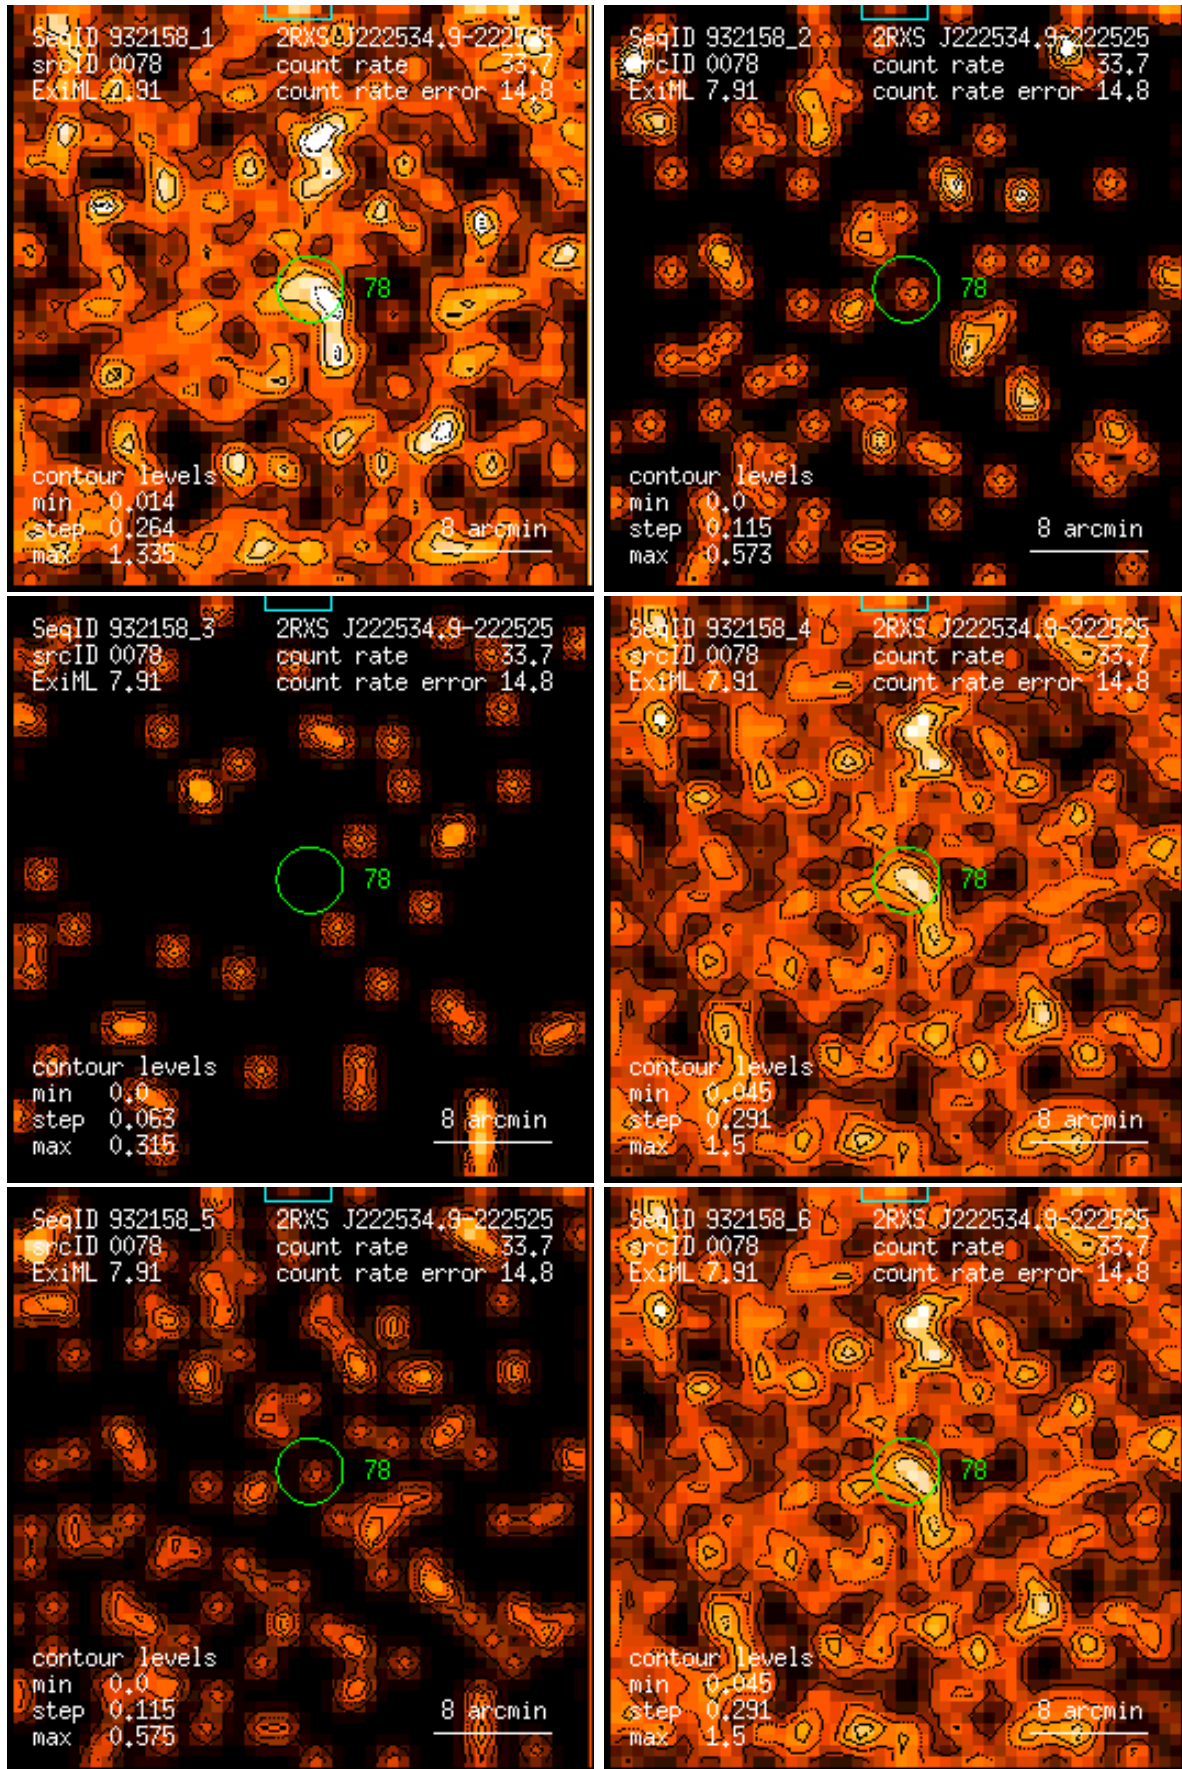 SeqID 932158_1 2RXS J222534.9-222525
srcID 0078 count rate 33.7
ExiML 7.91 count rate error 14.8
78
contour levels
min 0.014
step 0.264 8 arcmin
max 1.335
SeqID 932158_2 2RXS J222534.9-222525
srcID 0078 count rate 33.7
ExiML 7.91 count rate error 14.8
78
contour levels
min 0.0
step 0.115 8 arcmin
max 0.573
SeqID 932158_3 2RXS J222534.9-222525
srcID 0078 count rate 33.7
ExiML 7.91 count rate error 14.8
78
contour levels
min 0.0
step 0.063 8 arcmin
max 0.315
SeqID 932158_4 2RXS J222534.9-222525
srcID 0078 count rate 33.7
ExiML 7.91 count rate error 14.8
78
contour levels
min 0.045
step 0.291 8 arcmin
max 1.5
SeqID 932158_5 2RXS J222534.9-222525
srcID 0078 count rate 33.7
ExiML 7.91 count rate error 14.8
78
contour levels
min 0.0
step 0.115 8 arcmin
max 0.575
SeqID 932158_6 2RXS J222534.9-222525
srcID 0078 count rate 33.7
ExiML 7.91 count rate error 14.8
78
contour levels
min 0.045
step 0.291 8 arcmin
max 1.5